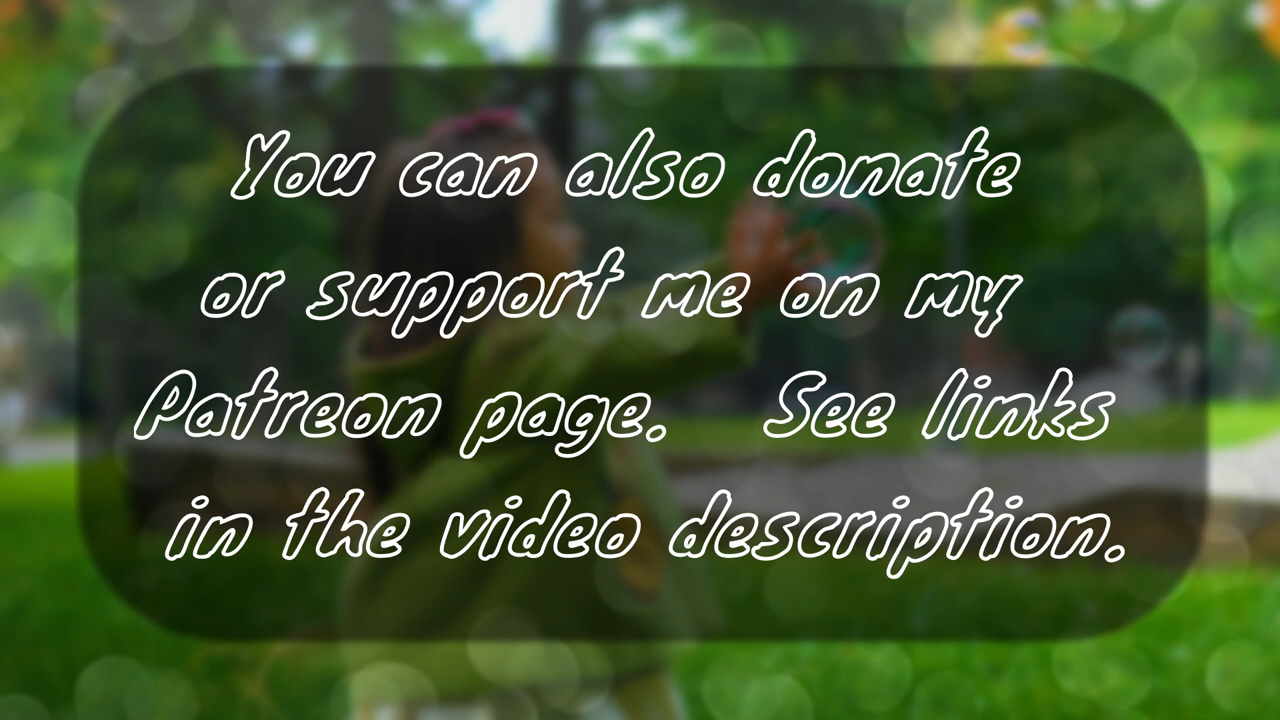 You can also donate
or support me on my
Patreon page. See links
in the video description.